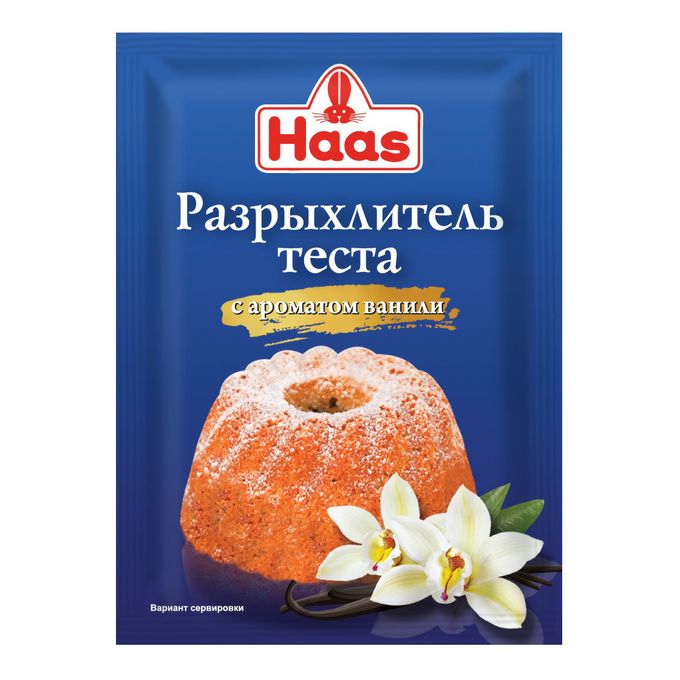 Haas
Разрыхлитель
теста
с ароматом ванили
Вариант сервировки